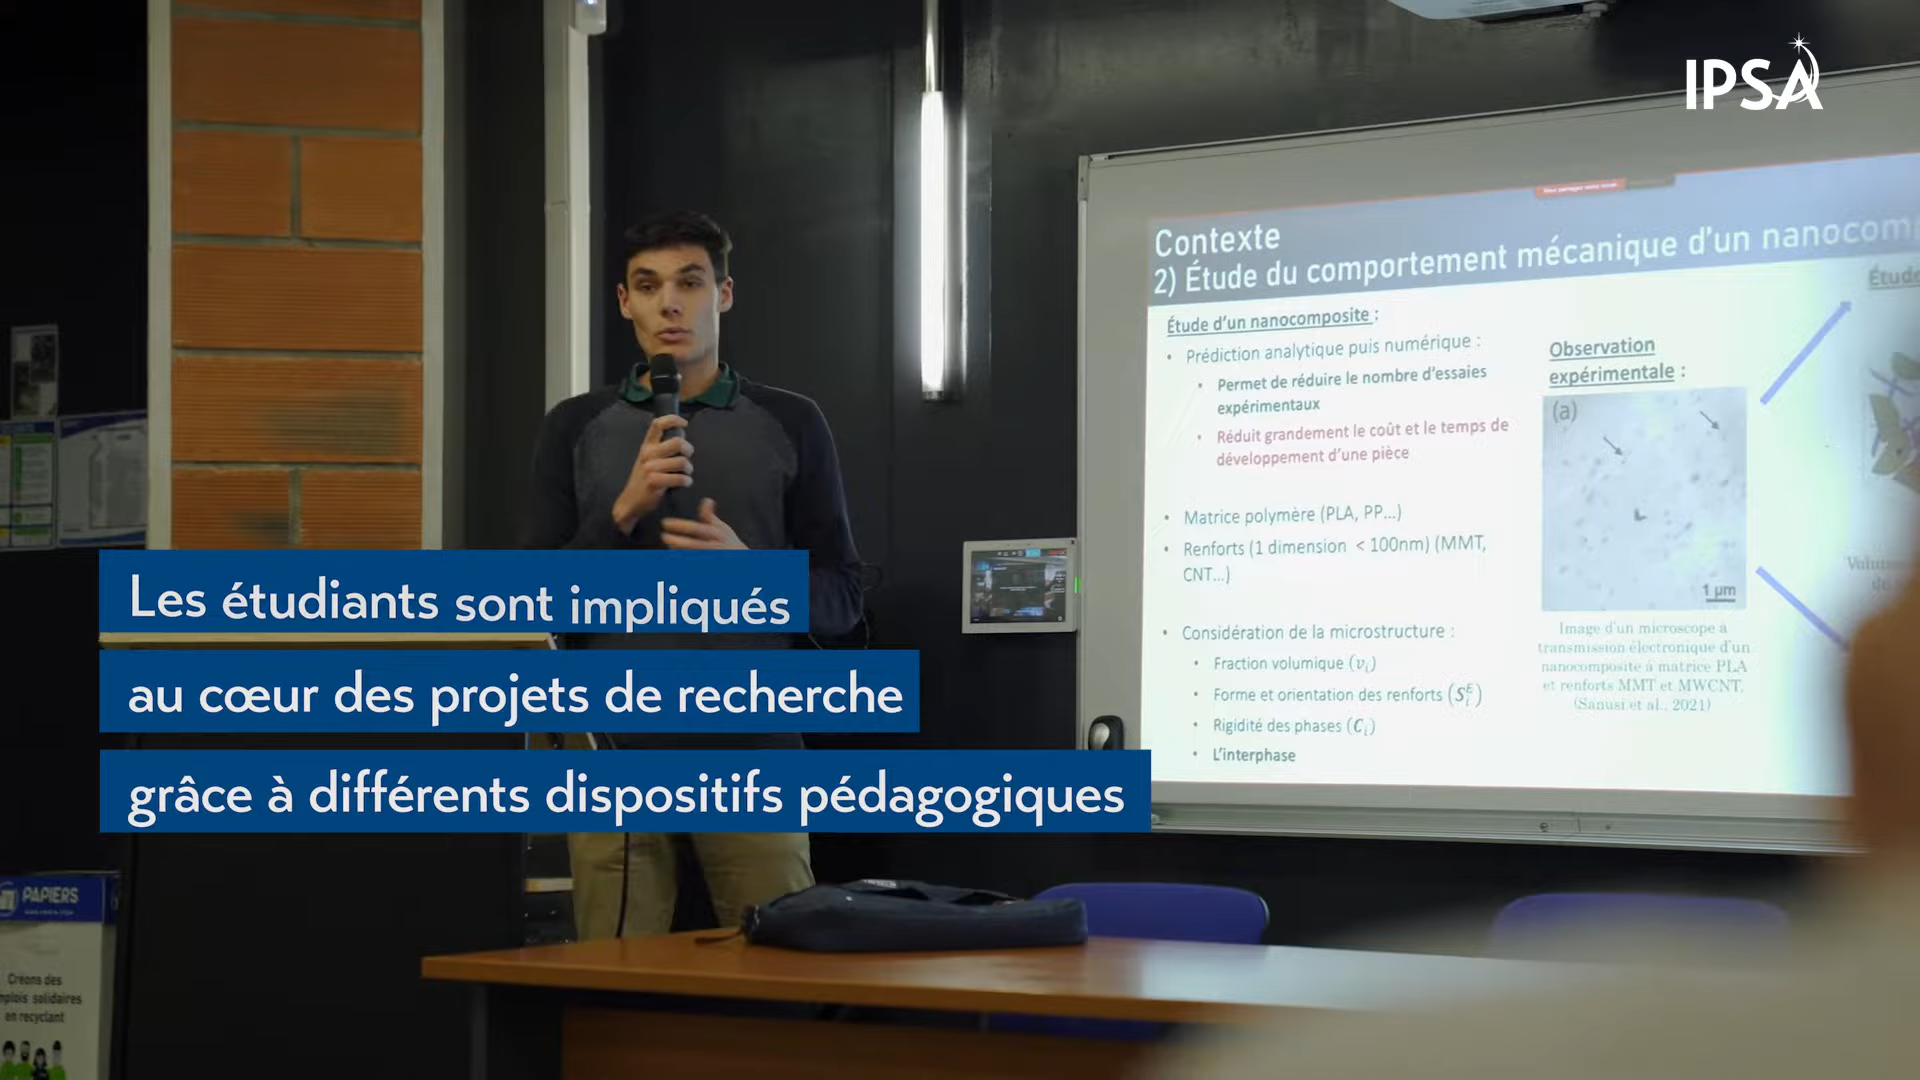 IPSA
Contexte
2) Étude du comportement mécanique d'un nanocom
Étude
Étude d'un nanocomposite :
• Prédiction analytique puis numérique :
• Permet de réduire le nombre d'essaies
expérimentaux
• Réduit grandement le coût et le temps de
développement d'une pièce
• Matrice polymère (PLA, PP...)
• Renforts (1 dimension < 100nm) (MMT,
CNT...)
• Considération de la microstructure :
• Fraction volumique (vᵢ)
• Forme et orientation des renforts (Sᵢᴱ)
• Rigidité des phases (Cᵢ)
• L'interphase
Observation
expérimentale :
(a)
1 µm
Image d'un microscope à
transmission électronique d'un
nanocomposite à matrice PLA
et renforts MMT et MWCNT.
(Sanusi et al., 2021)
Les étudiants sont impliqués
au cœur des projets de recherche
grâce à différents dispositifs pédagogiques
PAPIERS
Créons des
mplois solidaires
en recyclant